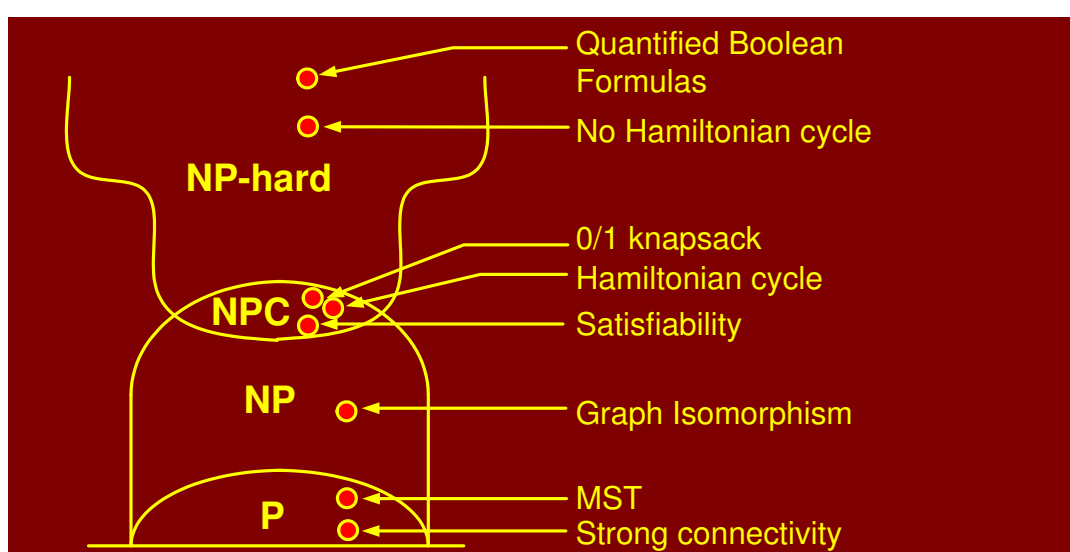 Quantified Boolean
Formulas
No Hamiltonian cycle
NP-hard
0/1 knapsack
Hamiltonian cycle
NPC
Satisfiability
NP
Graph Isomorphism
MST
P
Strong connectivity